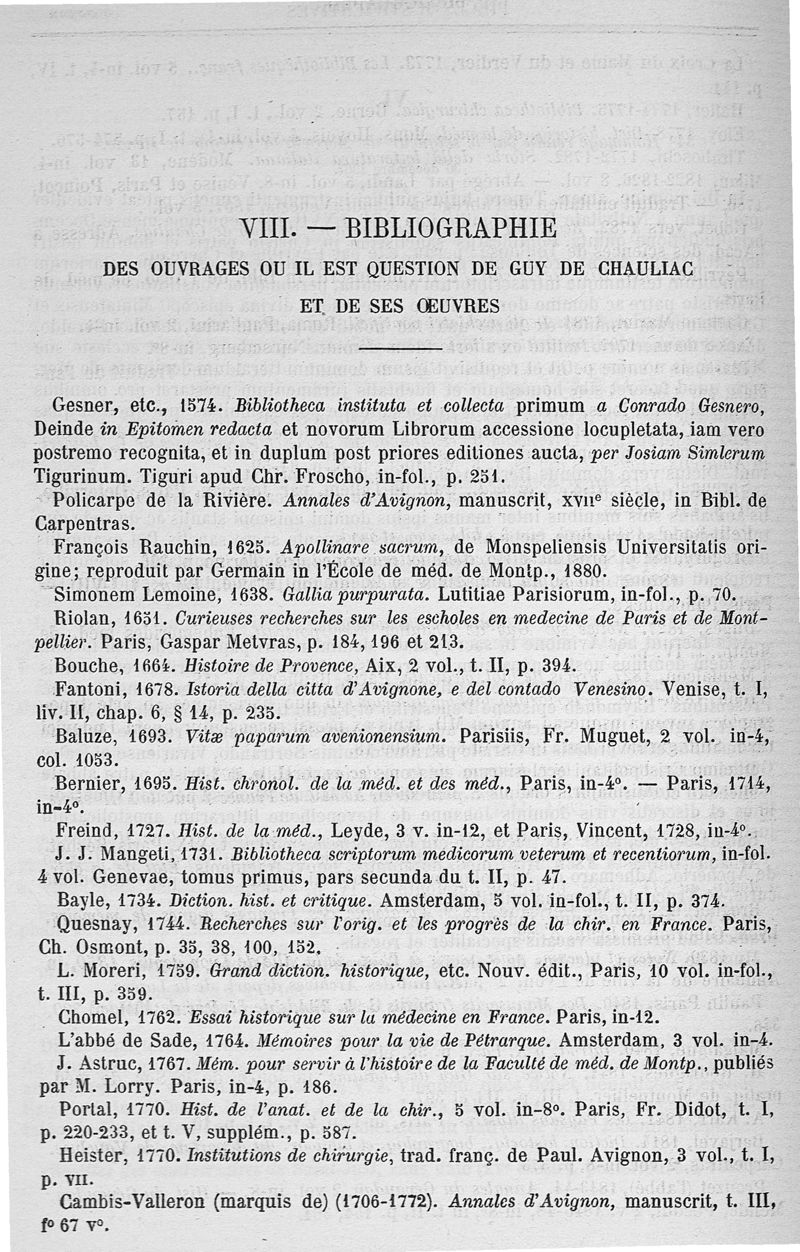 VIII. — BIBLIOGRAPHIE
DES OUVRAGES OU IL EST QUESTION DE GUY DE CHAULIAC
ET DE SES ŒUVRES
Gesner, etc., 1574. Bibliotheca instituta et collecta primum a Conrado Gesnero,
Deinde in Epitomen redacta et novorum Librorum accessione locupletata, iam vero
postremo recognita, et in duplum post priores editiones aucta, per Josiam Simlerum
Tigurinum. Tiguri apud Chr. Froscho, in-fol., p. 251.
Policarpe de la Rivière. Annales d'Avignon, manuscrit, XVIIe siècle, in Bibl. de
Carpentras.
François Rauchin, 1625. Apollinare sacrum, de Monspeliensis Universitatis ori-
gine; reproduit par Germain in l'École de méd. de Montp., 1880.
Simonem Lemoine, 1638. Gallia purpurata. Lutitiae Parisiorum, in-fol., p. 70.
Riolan, 1651. Curieuses recherches sur les escholes en medecine de Paris et de Mont-
pellier. Paris, Gaspar Metvras, p. 184, 196 et 213.
Bouche, 1664. Histoire de Provence, Aix, 2 vol., t. II, p. 394.
Fantoni, 1678. Istoria della citta d'Avignone, e del contado Venesino. Venise, t. I,
liv. II, chap. 6, § 14, p. 235.
Baluze, 1693. Vitæ paparum avenionensium. Parisiis, Fr. Muguet, 2 vol. in-4,
col. 1053.
Bernier, 1695. Hist. chronol. de la méd. et des méd., Paris, in-4º. — Paris, 1714,
in-4º.
Freind, 1727. Hist. de la méd., Leyde, 3 v. in-12, et Paris, Vincent, 1728, in-4º.
J. J. Mangeti, 1731. Bibliotheca scriptorum medicorum veterum et recentiorum, in-fol.
4 vol. Genevae, tomus primus, pars secunda du t. II, p. 47.
Bayle, 1734. Diction. hist. et critique. Amsterdam, 5 vol. in-fol., t. II, p. 374.
Quesnay, 1744. Recherches sur l'orig. et les progrès de la chir. en France. Paris,
Ch. Osmont, p. 35, 38, 100, 152.
L. Moreri, 1759. Grand diction. historique, etc. Nouv. édit., Paris, 10 vol. in-fol.,
t. III, p. 359.
Chomel, 1762. Essai historique sur la médecine en France. Paris, in-12.
L'abbé de Sade, 1764. Mémoires pour la vie de Pétrarque. Amsterdam, 3 vol. in-4.
J. Astruc, 1767. Mém. pour servir à l'histoire de la Faculté de méd. de Montp., publiés
par M. Lorry. Paris, in-4, p. 186.
Portal, 1770. Hist. de l'anat. et de la chir., 5 vol. in-8º. Paris, Fr. Didot, t. I,
p. 220-233, et t. V, supplém., p. 587.
Heister, 1770. Institutions de chirurgie, trad. franç. de Paul. Avignon, 3 vol., t. I,
p. VII.
Cambis-Valleron (marquis de) (1706-1772). Annales d'Avignon, manuscrit, t. III,
fº 67 vº.